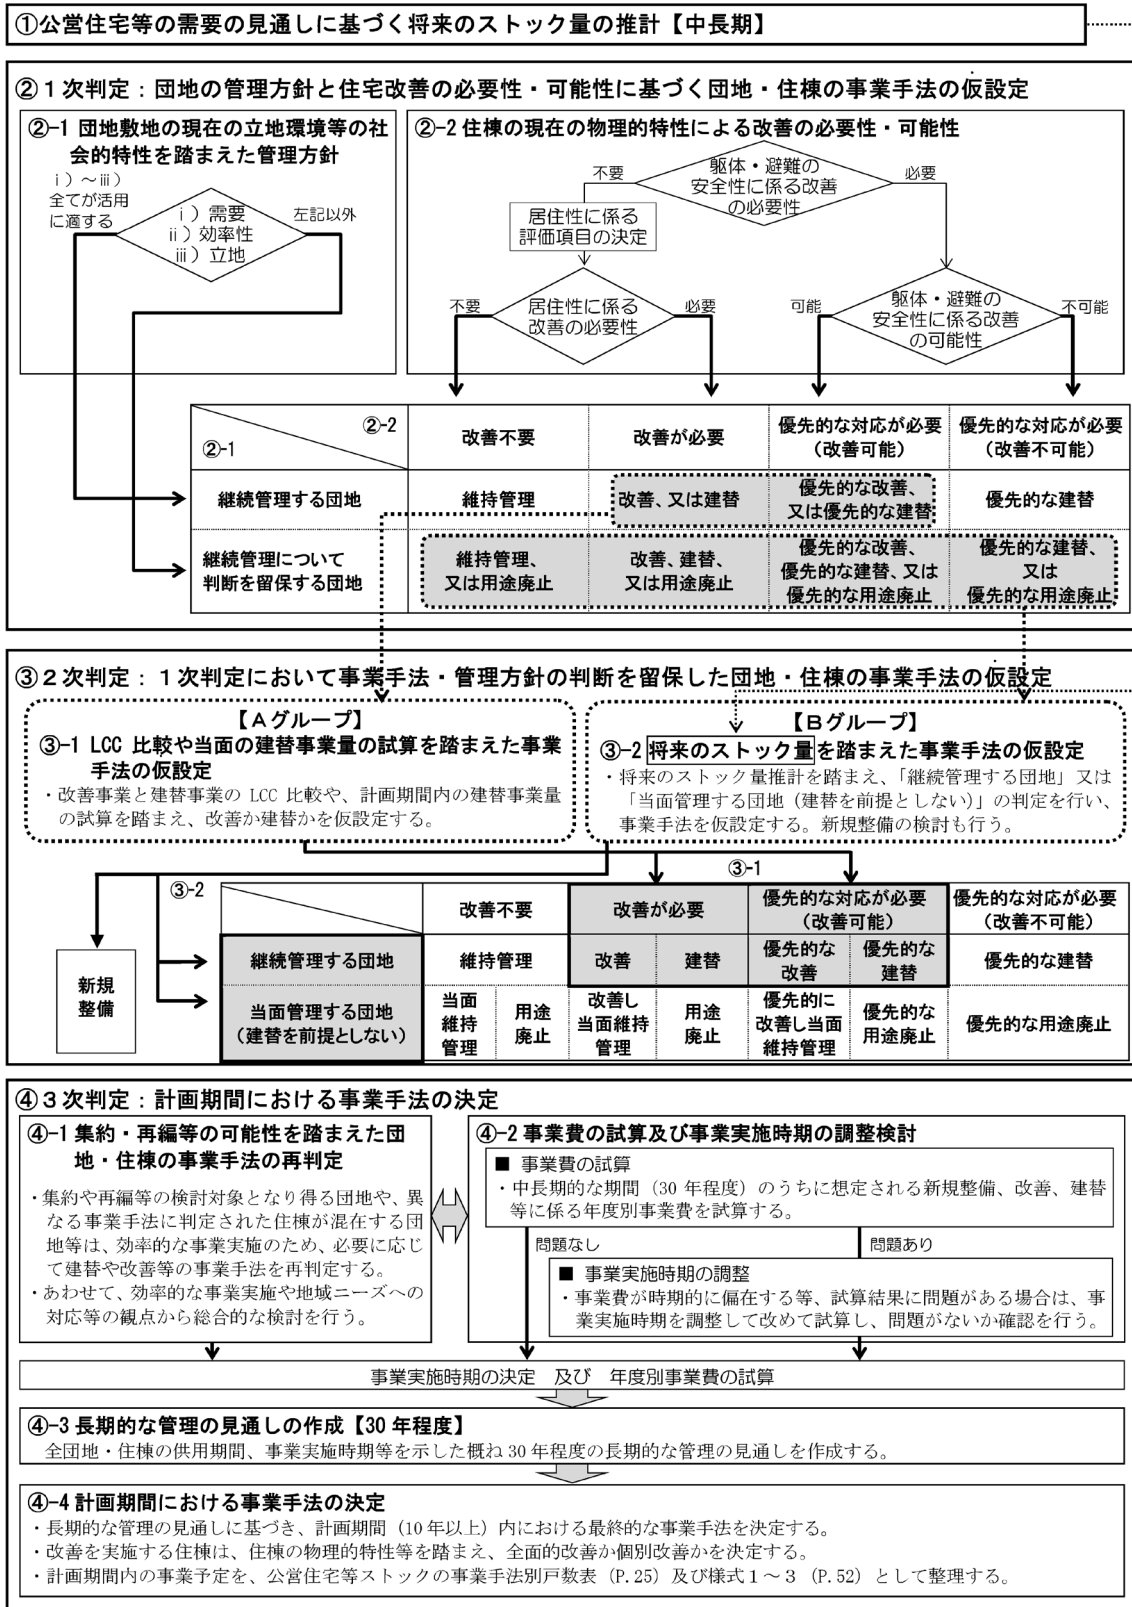 ①公営住宅等の需要の見通しに基づく将来のストック量の推計【中長期】
②１次判定：団地の管理方針と住宅改善の必要性・可能性に基づく団地・住棟の事業手法の仮設定
②-1 団地敷地の現在の立地環境等の社
会的特性を踏まえた管理方針
ⅰ）～ⅲ）
全てが活用
に適する
ⅰ）需要
ⅱ）効率性
ⅲ）立地
左記以外
②-2 住棟の現在の物理的特性による改善の必要性・可能性
不要
躯体・避難の
安全性に係る改善
の必要性
必要
居住性に係る
評価項目の決定
不要
居住性に係る
改善の必要性
必要
可能
躯体・避難の
安全性に係る改善
の可能性
不可能
②-2
②-1
改善不要
改善が必要
優先的な対応が必要
（改善可能）
優先的な対応が必要
（改善不可能）
継続管理する団地
維持管理
改善、又は建替
優先的な改善、
又は優先的な建替
優先的な建替
継続管理について
判断を留保する団地
維持管理、
又は用途廃止
改善、建替、
又は用途廃止
優先的な改善、
優先的な建替、又は
優先的な用途廃止
優先的な建替、
又は
優先的な用途廃止
③２次判定：１次判定において事業手法・管理方針の判断を留保した団地・住棟の事業手法の仮設定
【Ａグループ】
③-1 LCC 比較や当面の建替事業量の試算を踏まえた事業
手法の仮設定
・改善事業と建替事業の LCC 比較や、計画期間内の建替事業量
の試算を踏まえ、改善か建替かを仮設定する。
【Ｂグループ】
③-2 将来のストック量を踏まえた事業手法の仮設定
・将来のストック量推計を踏まえ、「継続管理する団地」又は
「当面管理する団地（建替を前提としない）」の判定を行い、
事業手法を仮設定する。新規整備の検討も行う。
③-1
③-2
新規
整備
改善不要
改善が必要
優先的な対応が必要
（改善可能）
優先的な対応が必要
（改善不可能）
継続管理する団地
維持管理
改善
建替
優先的な
改善
優先的な
建替
優先的な建替
当面管理する団地
（建替を前提としない）
当面
維持
管理
用途
廃止
改善し
当面維持
管理
用途
廃止
優先的に
改善し当面
維持管理
優先的な
用途廃止
優先的な用途廃止
④３次判定：計画期間における事業手法の決定
④-1 集約・再編等の可能性を踏まえた団
地・住棟の事業手法の再判定
・集約や再編等の検討対象となり得る団地や、異
なる事業手法に判定された住棟が混在する団
地等は、効率的な事業実施のため、必要に応じ
て建替や改善等の事業手法を再判定する。
・あわせて、効率的な事業実施や地域ニーズへの
対応等の観点から総合的な検討を行う。
④-2 事業費の試算及び事業実施時期の調整検討
■ 事業費の試算
・中長期的な期間（30 年程度）のうちに想定される新規整備、改善、建替
等に係る年度別事業費を試算する。
問題なし
問題あり
■ 事業実施時期の調整
・事業費が時期的に偏在する等、試算結果に問題がある場合は、事
業実施時期を調整して改めて試算し、問題がないか確認を行う。
事業実施時期の決定　及び　年度別事業費の試算
④-3 長期的な管理の見通しの作成【30 年程度】
全団地・住棟の供用期間、事業実施時期等を示した概ね 30 年程度の長期的な管理の見通しを作成する。
④-4 計画期間における事業手法の決定
・長期的な管理の見通しに基づき、計画期間（10 年以上）内における最終的な事業手法を決定する。
・改善を実施する住棟は、住棟の物理的特性等を踏まえ、全面的改善か個別改善かを決定する。
・計画期間内の事業予定を、公営住宅等ストックの事業手法別戸数表（P.25）及び様式１～３（P.52）として整理する。